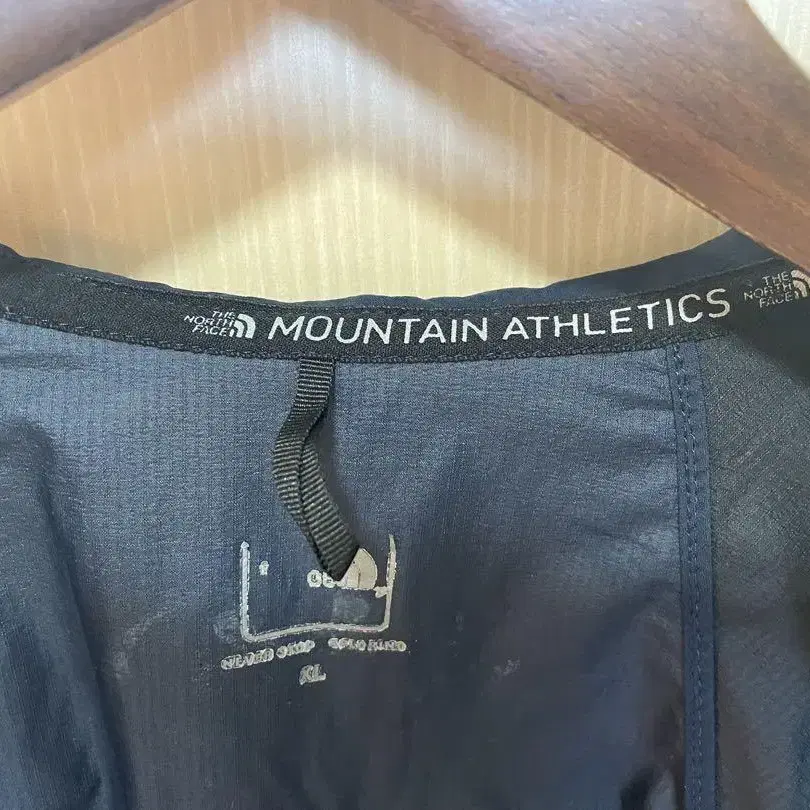 THE
NORTH
FACE
MOUNTAIN ATHLETICS
THE
NORTH
FACE
XL